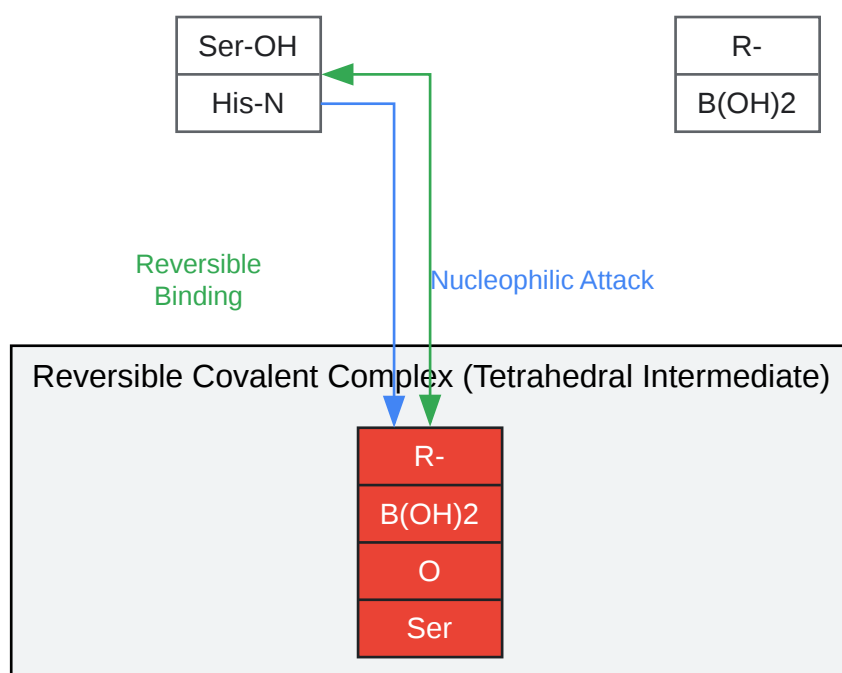 Ser-OH
His-N
R-
B(OH)2
Reversible
Binding
Nucleophilic Attack
Reversible Covalent Complex (Tetrahedral Intermediate)
R-
B(OH)2
O
Ser